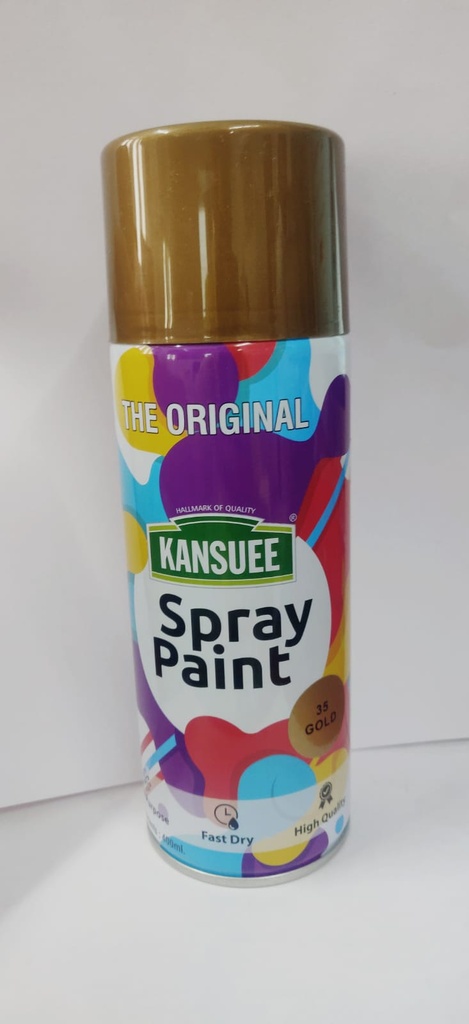 THE ORIGINAL
HALLMARK OF QUALITY
KANSUEE ®
Spray
Paint
35
GOLD
Fast Dry
High Quality